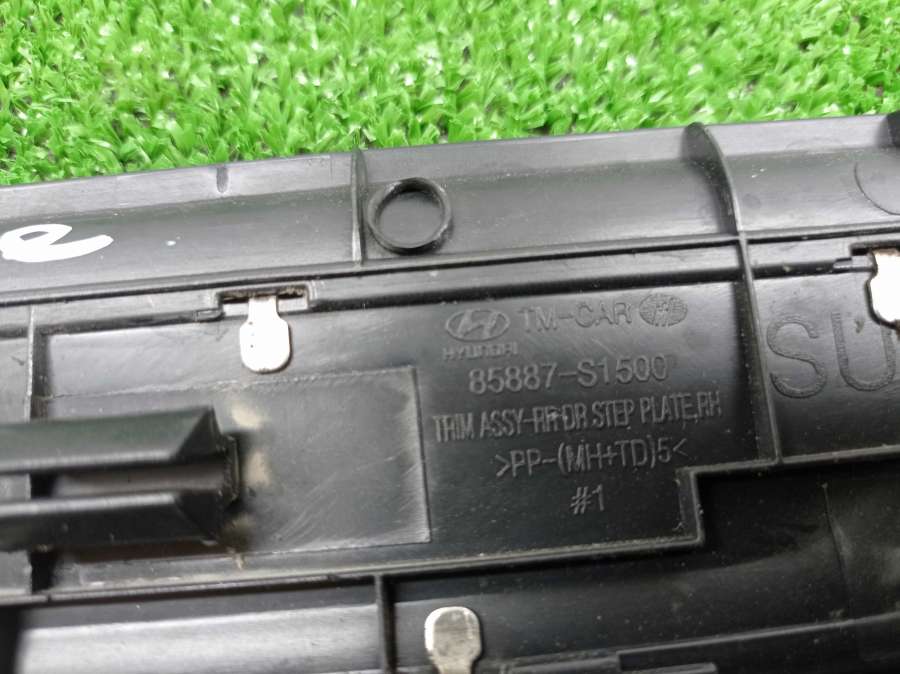 TM-CAR
HYUNDAI
85887-S1500
TRIM ASSY-RR DR STEP PLATE,RH
>PP-(MH+TD)5<
#1
SU